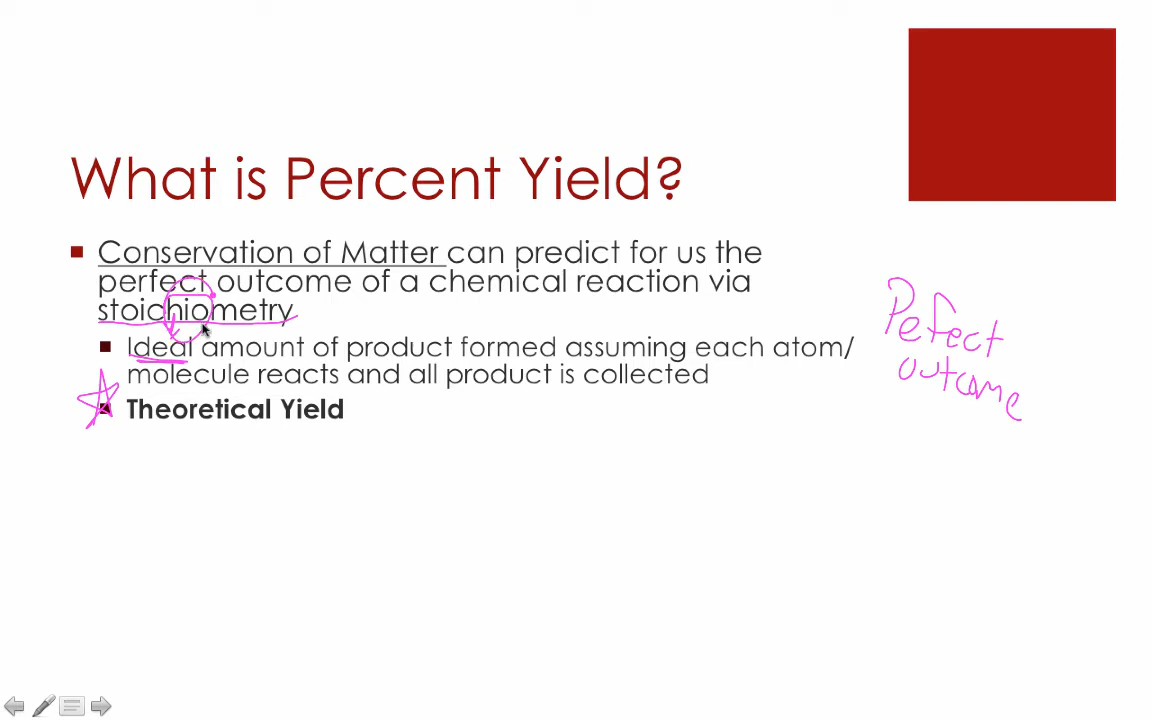 What is Percent Yield?
Conservation of Matter can predict for us the
perfect outcome of a chemical reaction via
stoichiometry
Ideal amount of product formed assuming each atom/
molecule reacts and all product is collected
Theoretical Yield
Pefect
outcome